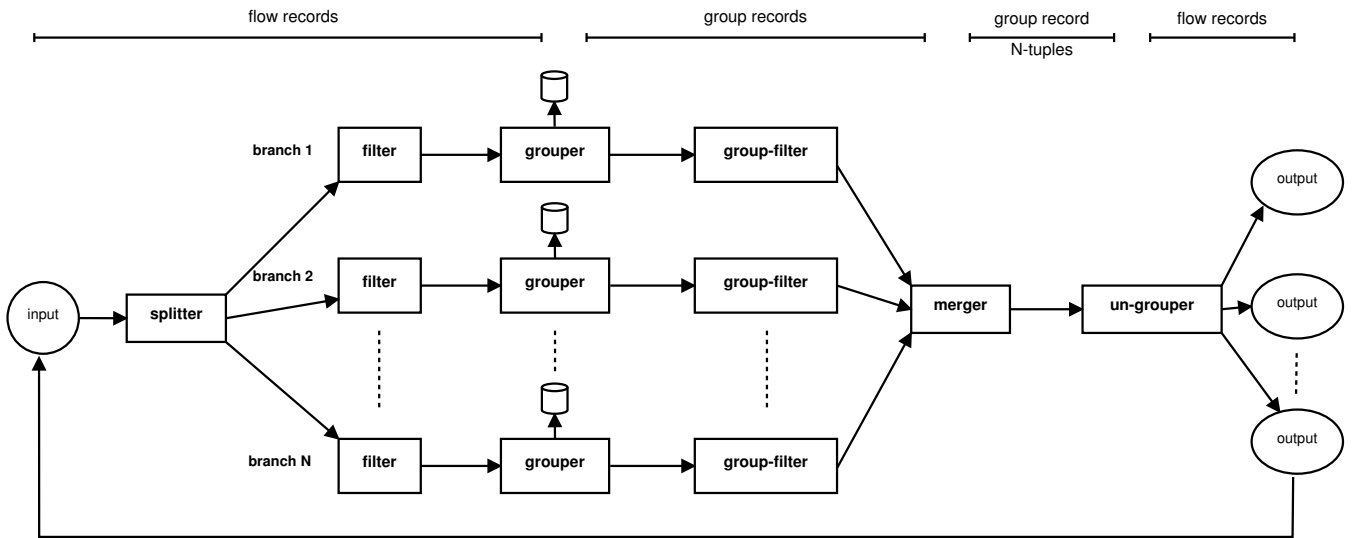 flow records
group records
group record
N-tuples
flow records
branch 1
filter
grouper
group-filter
output
branch 2
filter
grouper
group-filter
input
splitter
merger
un-grouper
output
branch N
filter
grouper
group-filter
output